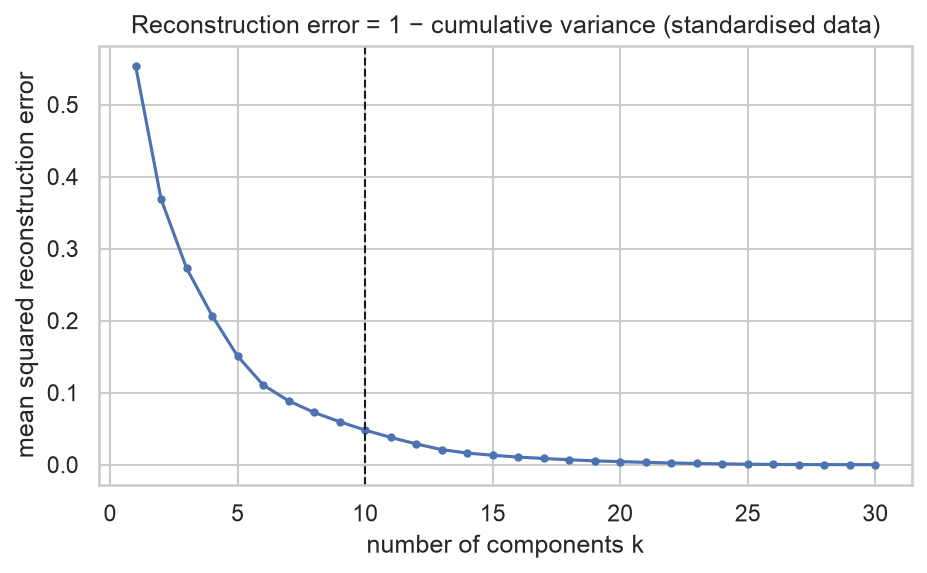 Reconstruction error = 1 − cumulative variance (standardised data)
mean squared reconstruction error
0.5
0.4
0.3
0.2
0.1
0.0
0 5 10 15 20 25 30
number of components k